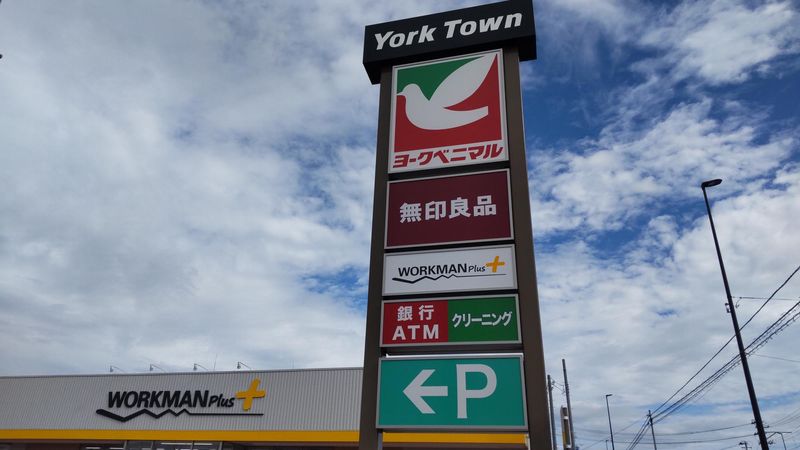 York Town
ヨークベニマル
無印良品
WORKMAN Plus
銀行
ATM
クリーニング
←P
WORKMAN Plus